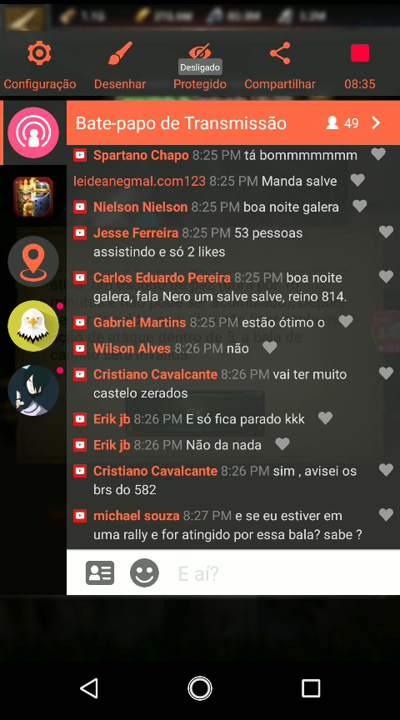 Desligado
Configuração Desenhar Protegido Compartilhar 08:35
Bate-papo de Transmissão 49
Spartano Chapo 8:25 PM tá bommmmmmm
leideanegmal.com123 8:25 PM Manda salve
Nielson Nielson 8:25 PM boa noite galera
Jesse Ferreira 8:25 PM 53 pessoas
assistindo e só 2 likes
Carlos Eduardo Pereira 8:25 PM boa noite
galera, fala Nero um salve salve, reino 814.
Gabriel Martins 8:25 PM estão ótimo o
Wilson Alves 8:26 PM não
Cristiano Cavalcante 8:26 PM vai ter muito
castelo zerados
Erik jb 8:26 PM E só fica parado kkk
Erik jb 8:26 PM Não da nada
Cristiano Cavalcante 8:26 PM sim , avisei os
brs do 582
michael souza 8:27 PM e se eu estiver em
uma rally e for atingido por essa bala? sabe ?
E aí?